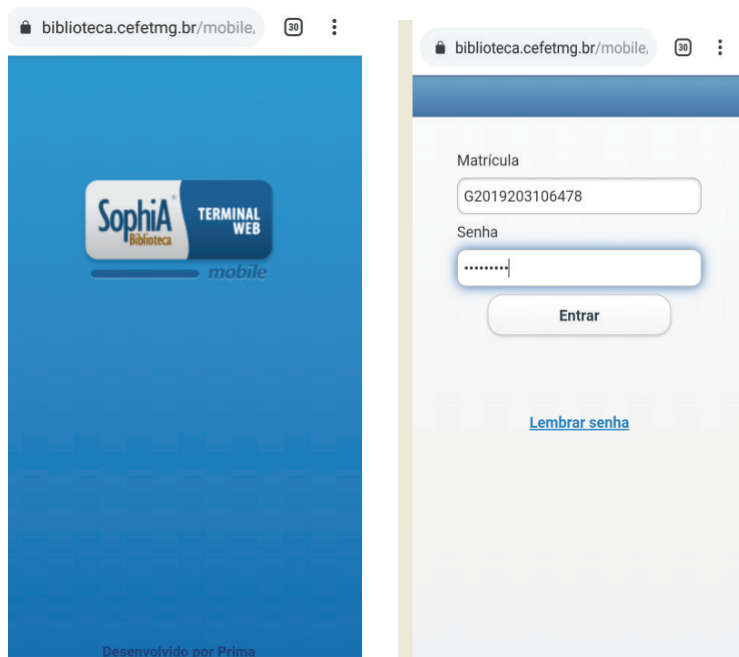 biblioteca.cefetmg.br/mobile,
30
SophiA
Biblioteca
TERMINAL
WEB
mobile
Desenvolvido por Prima
biblioteca.cefetmg.br/mobile,
30
Matrícula
G2019203106478
Senha
•••••••••
Entrar
Lembrar senha